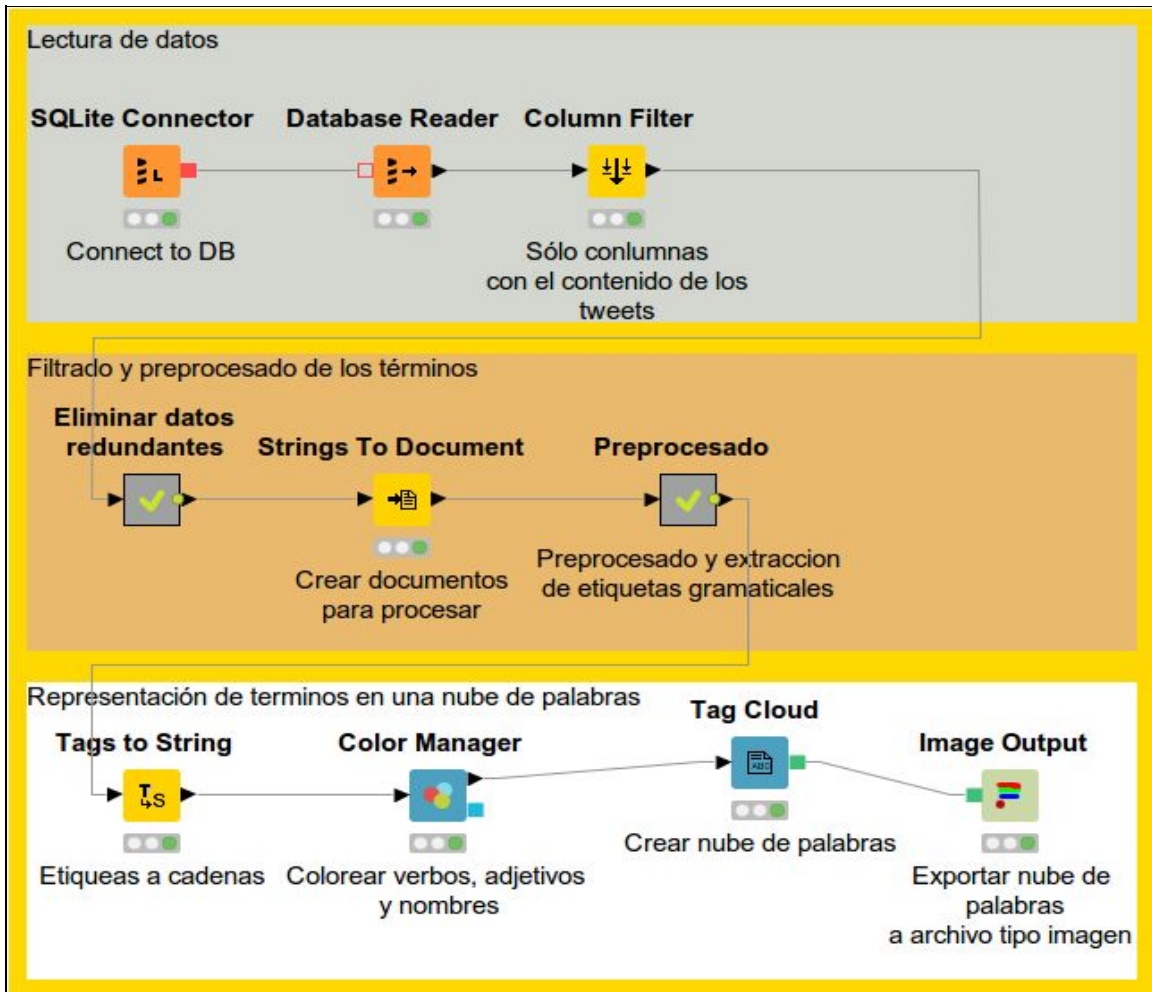 Lectura de datos
SQLite Connector
Database Reader
Column Filter
L
Connect to DB
Sólo conlumnas
con el contenido de los
tweets
Filtrado y preprocesado de los términos
Eliminar datos
redundantes
Strings To Document
Preprocesado
Crear documentos
para procesar
Preprocesado y extraccion
de etiquetas gramaticales
Representación de terminos en una nube de palabras
Tags to String
Color Manager
Tag Cloud
Image Output
T
S
ABC
Etiqueas a cadenas
Colorear verbos, adjetivos
y nombres
Crear nube de palabras
Exportar nube de
palabras
a archivo tipo imagen